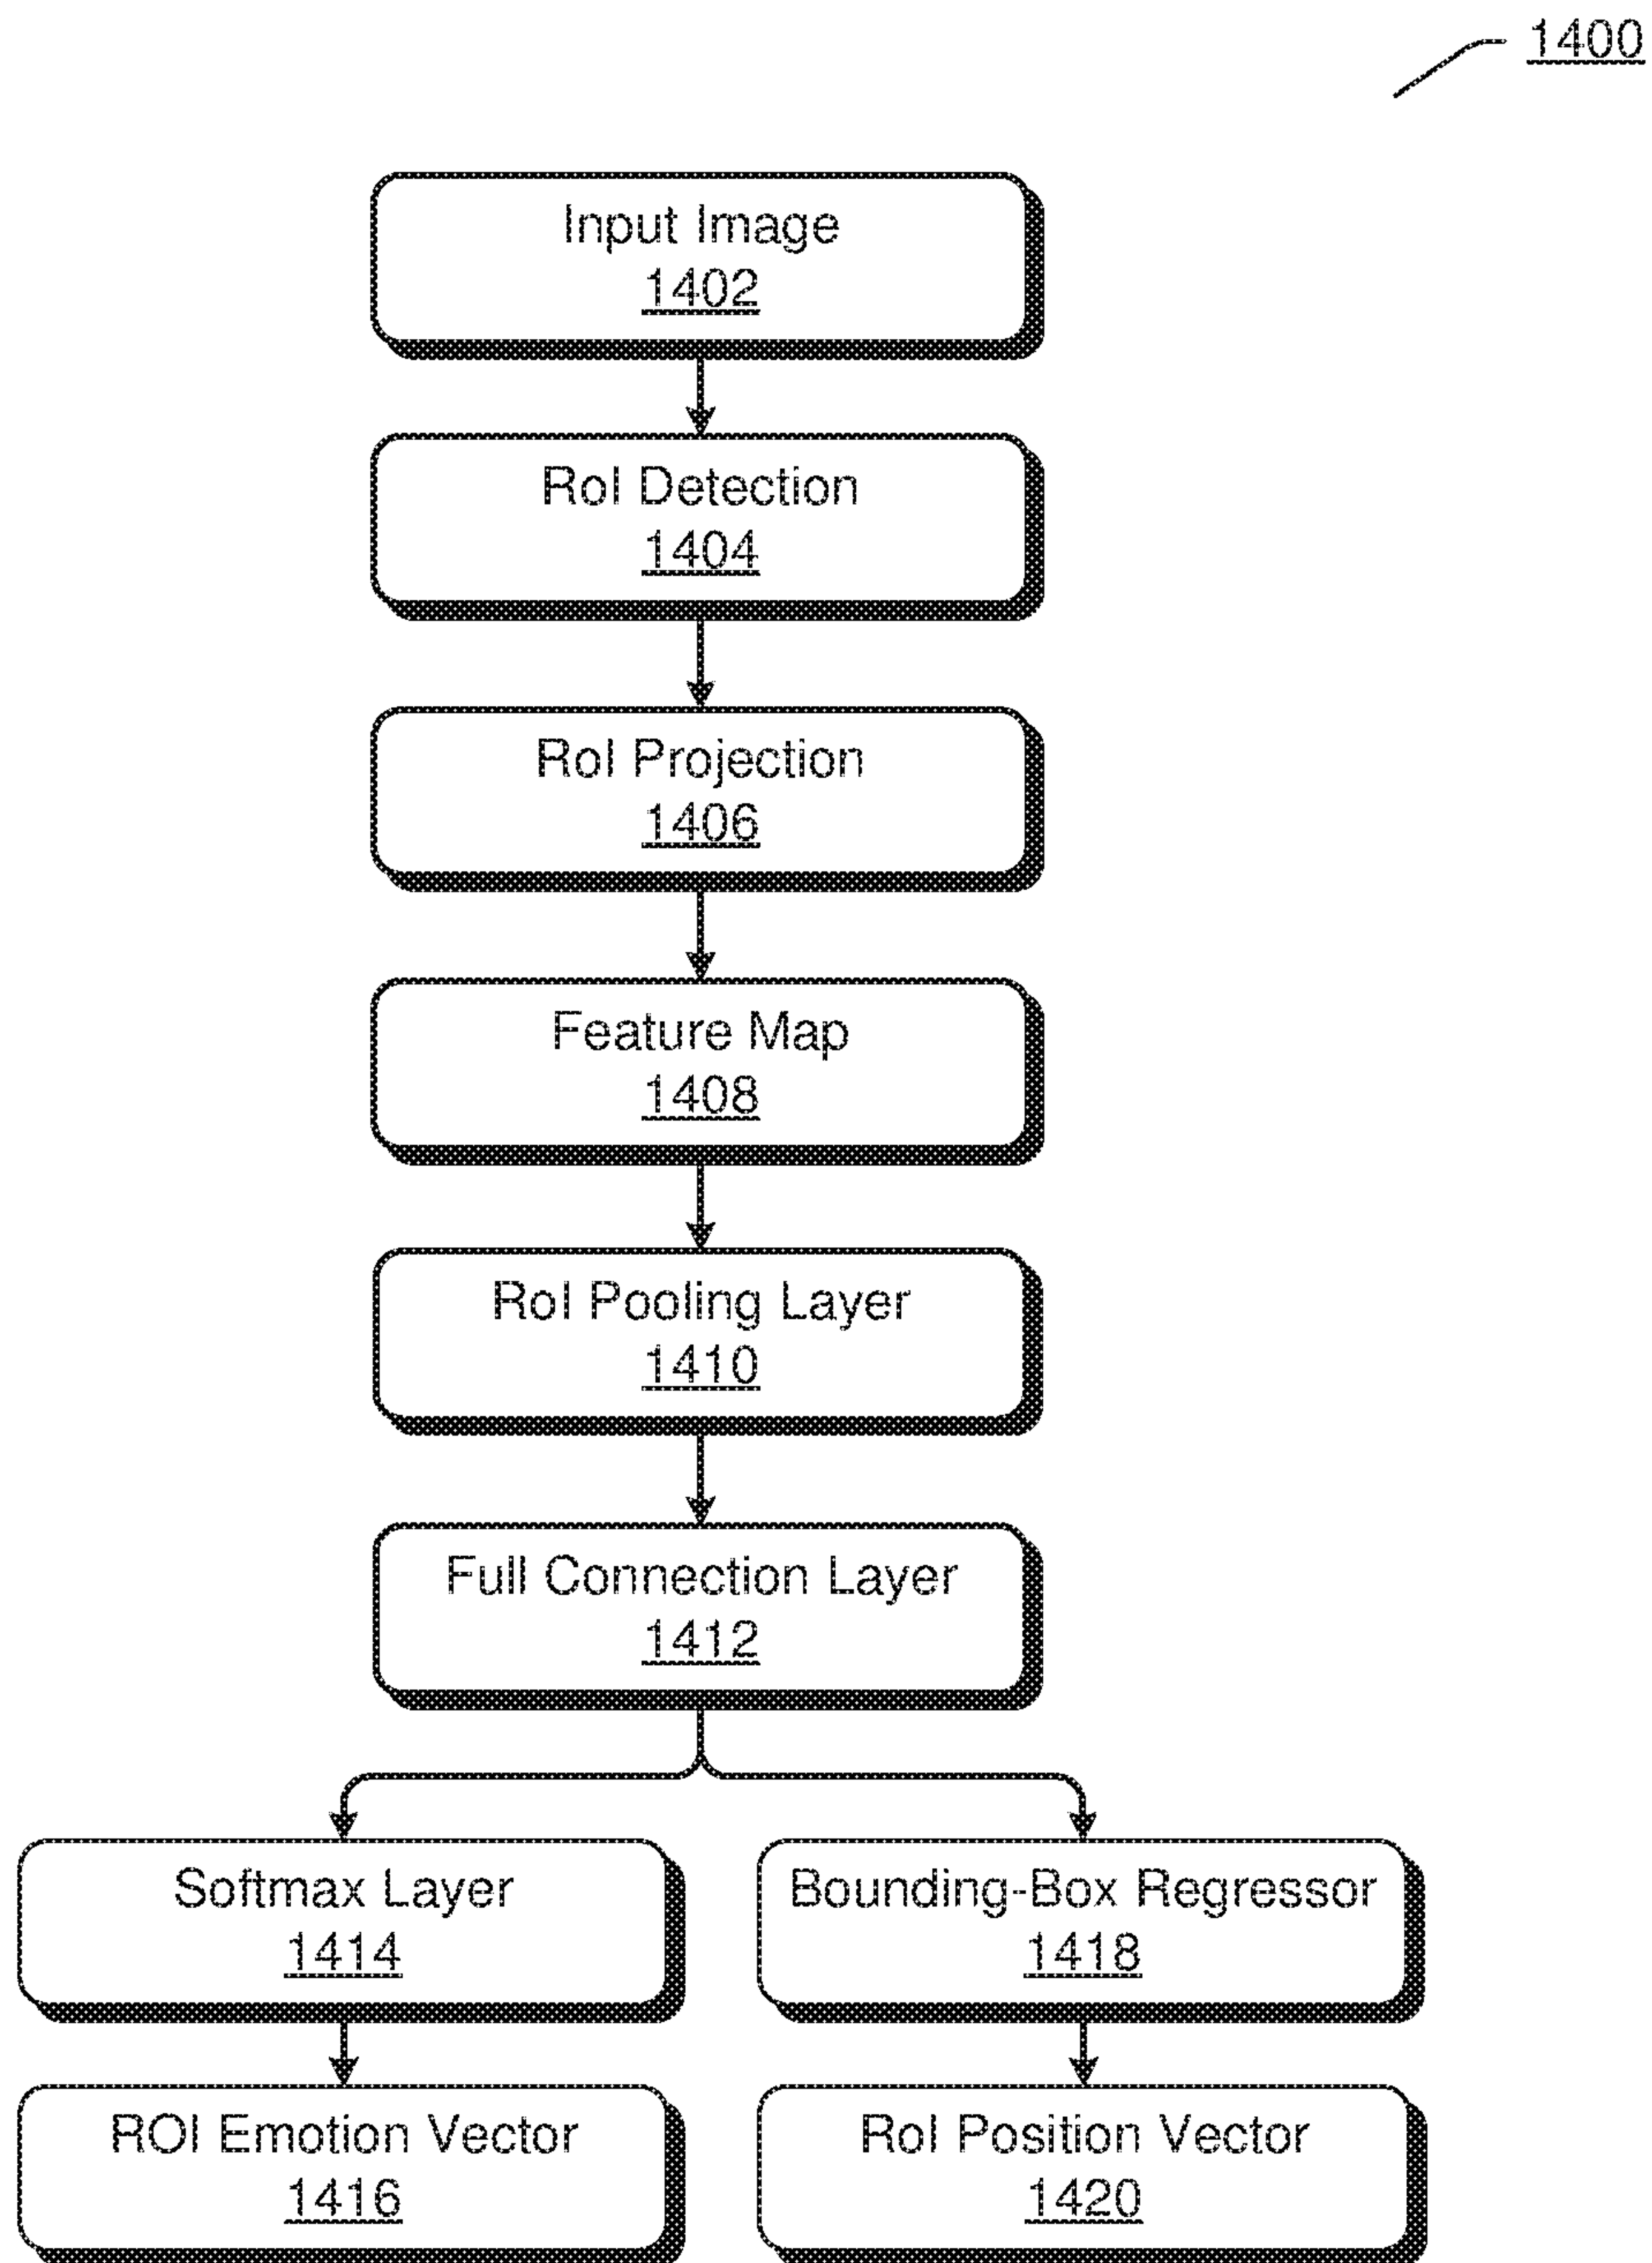 1400
Input Image
1402
RoI Detection
1404
RoI Projection
1406
Feature Map
1408
RoI Pooling Layer
1410
Full Connection Layer
1412
Softmax Layer
1414
Bounding-Box Regressor
1418
ROI Emotion Vector
1416
RoI Position Vector
1420